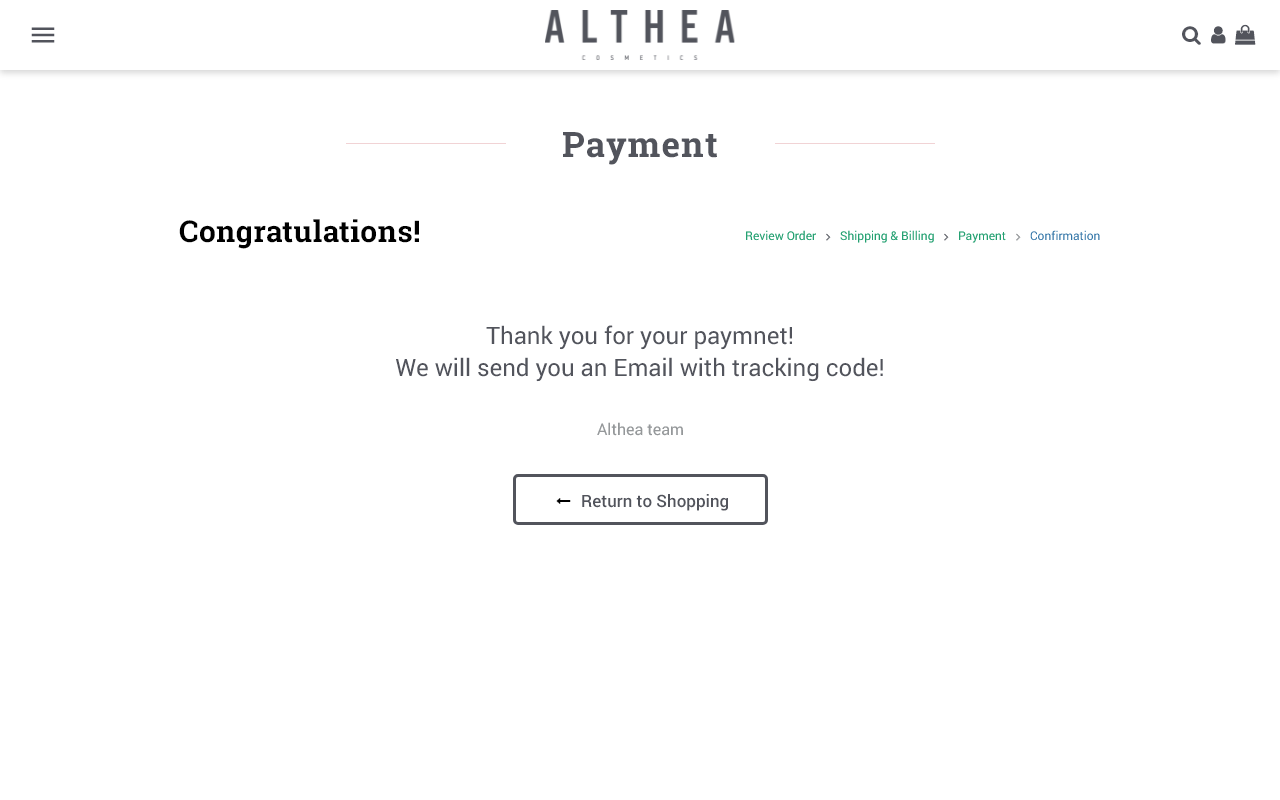 ALTHEA
COSMETICS
Payment
Congratulations!
Review Order > Shipping & Billing > Payment > Confirmation
Thank you for your paymnet!
We will send you an Email with tracking code!
Althea team
← Return to Shopping